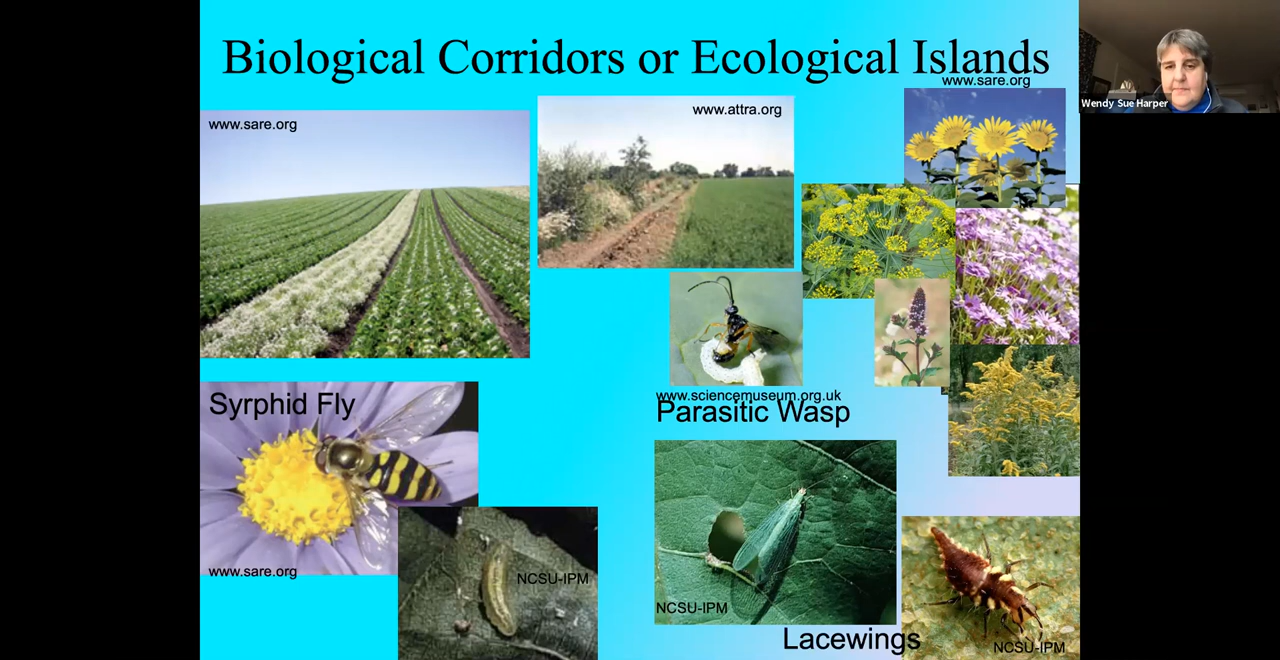 Biological Corridors or Ecological Islands
www.sare.org
www.attra.org
www.sare.org
Wendy Sue Harper
www.sciencemuseum.org.uk
Parasitic Wasp
Syrphid Fly
www.sare.org
NCSU-IPM
NCSU-IPM
Lacewings
NCSU-IPM